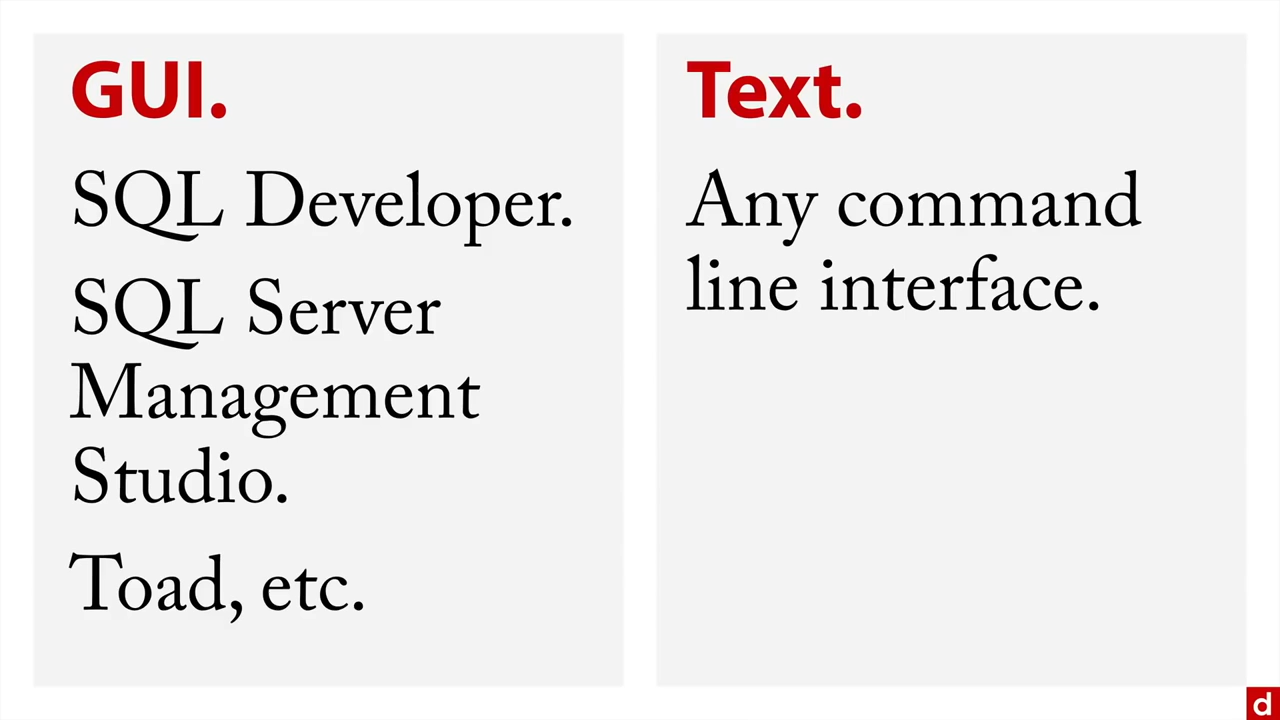 GUI.
SQL Developer.
SQL Server
Management
Studio.
Toad, etc.
Text.
Any command
line interface.
d